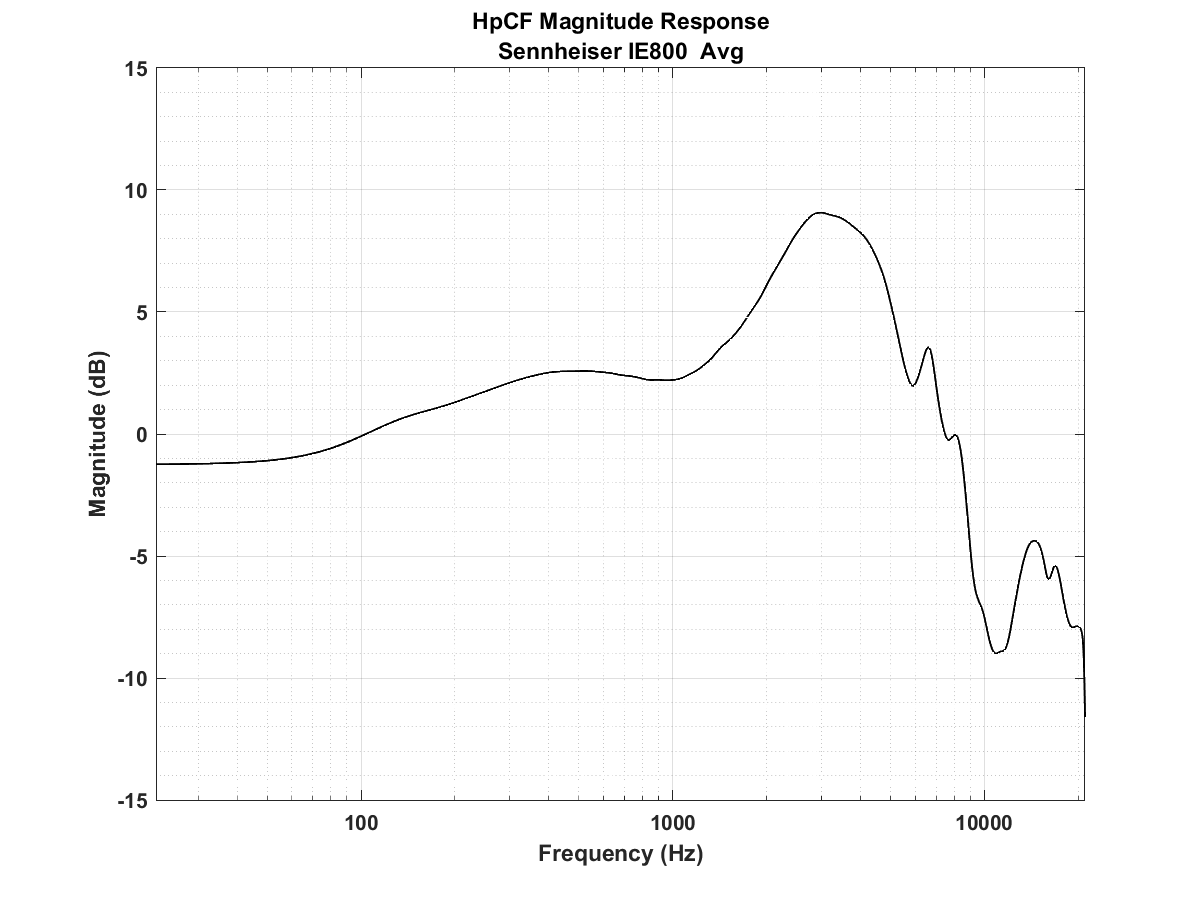 HpCF Magnitude Response
Sennheiser IE800  Avg
15
10
5
0
-5
-10
-15
Magnitude (dB)
100
1000
10000
Frequency (Hz)